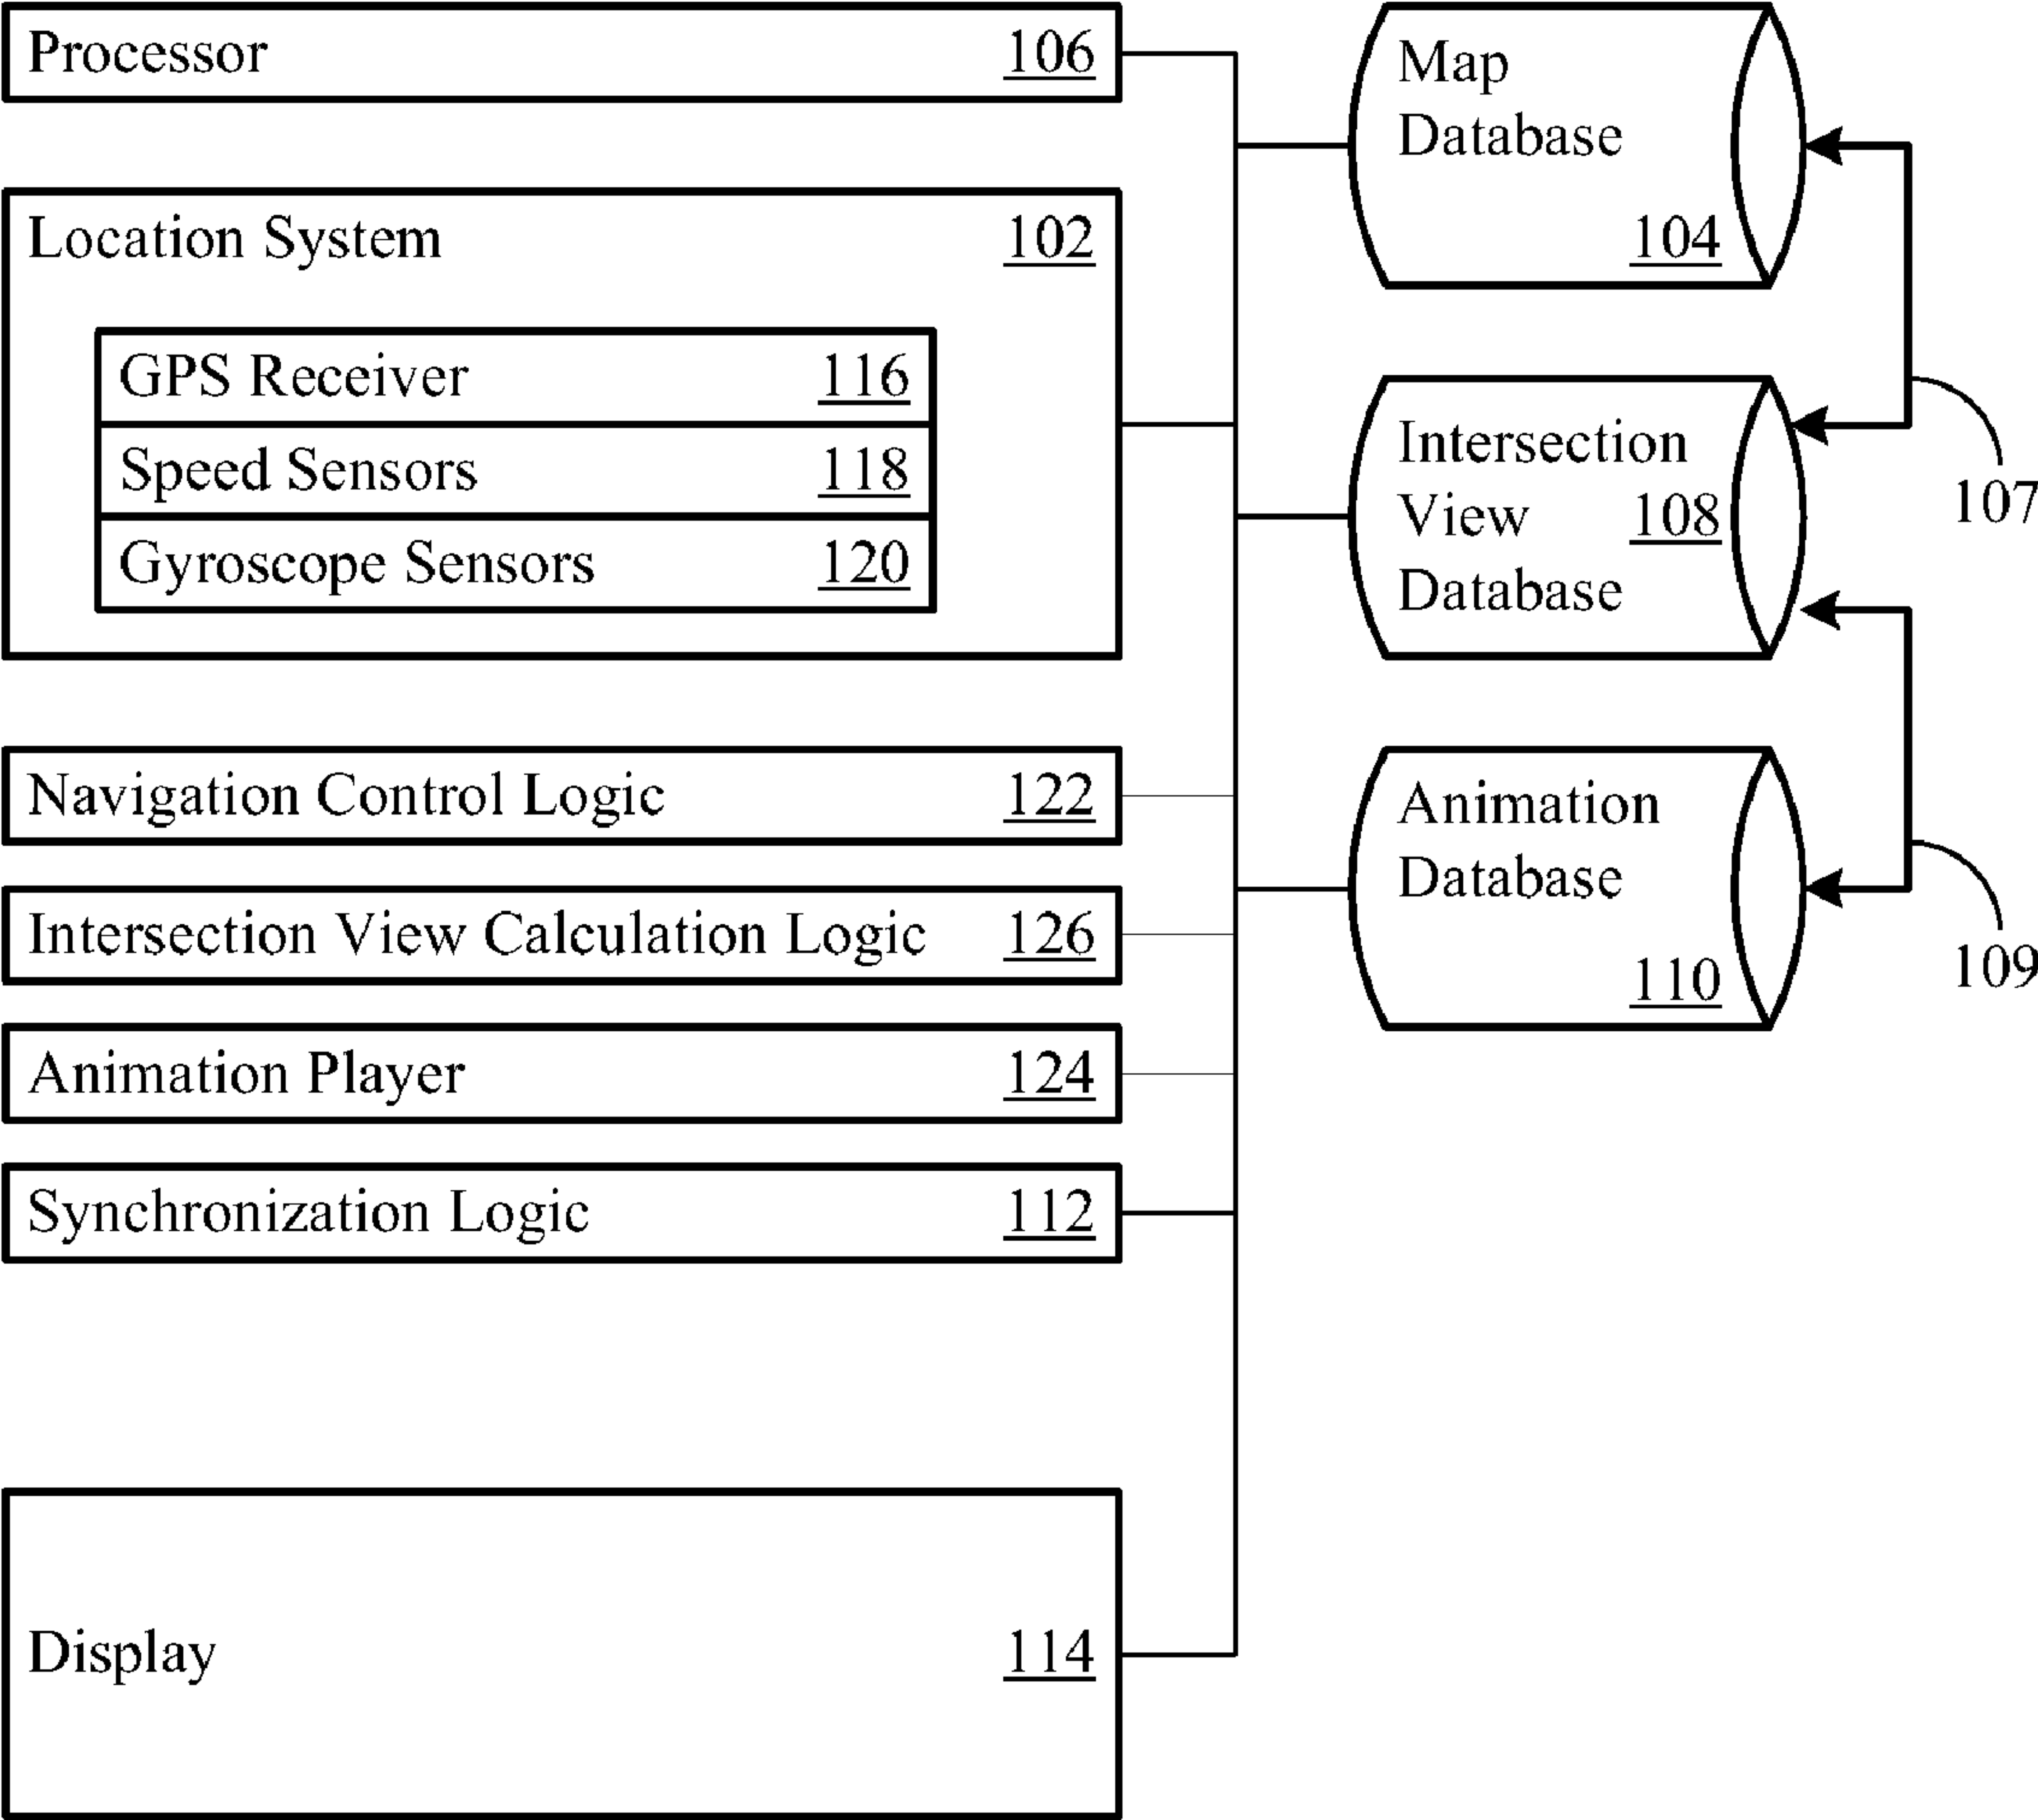 Processor 106
Location System 102
GPS Receiver 116
Speed Sensors 118
Gyroscope Sensors 120
Navigation Control Logic 122
Intersection View Calculation Logic 126
Animation Player 124
Synchronization Logic 112
Display 114
Map
Database
104
Intersection
View 108
Database
Animation
Database
110
107
109